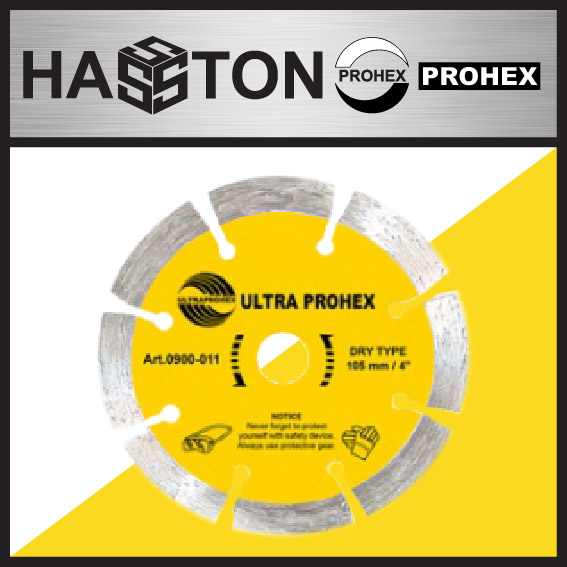 HASSTON PROHEX PROHEX
ULTRAPROHEX ULTRA PROHEX
Art.0900-011
DRY TYPE
105 mm / 4"
NOTICE
Never forget to protect
yourself with safety device.
Always use protective gear.